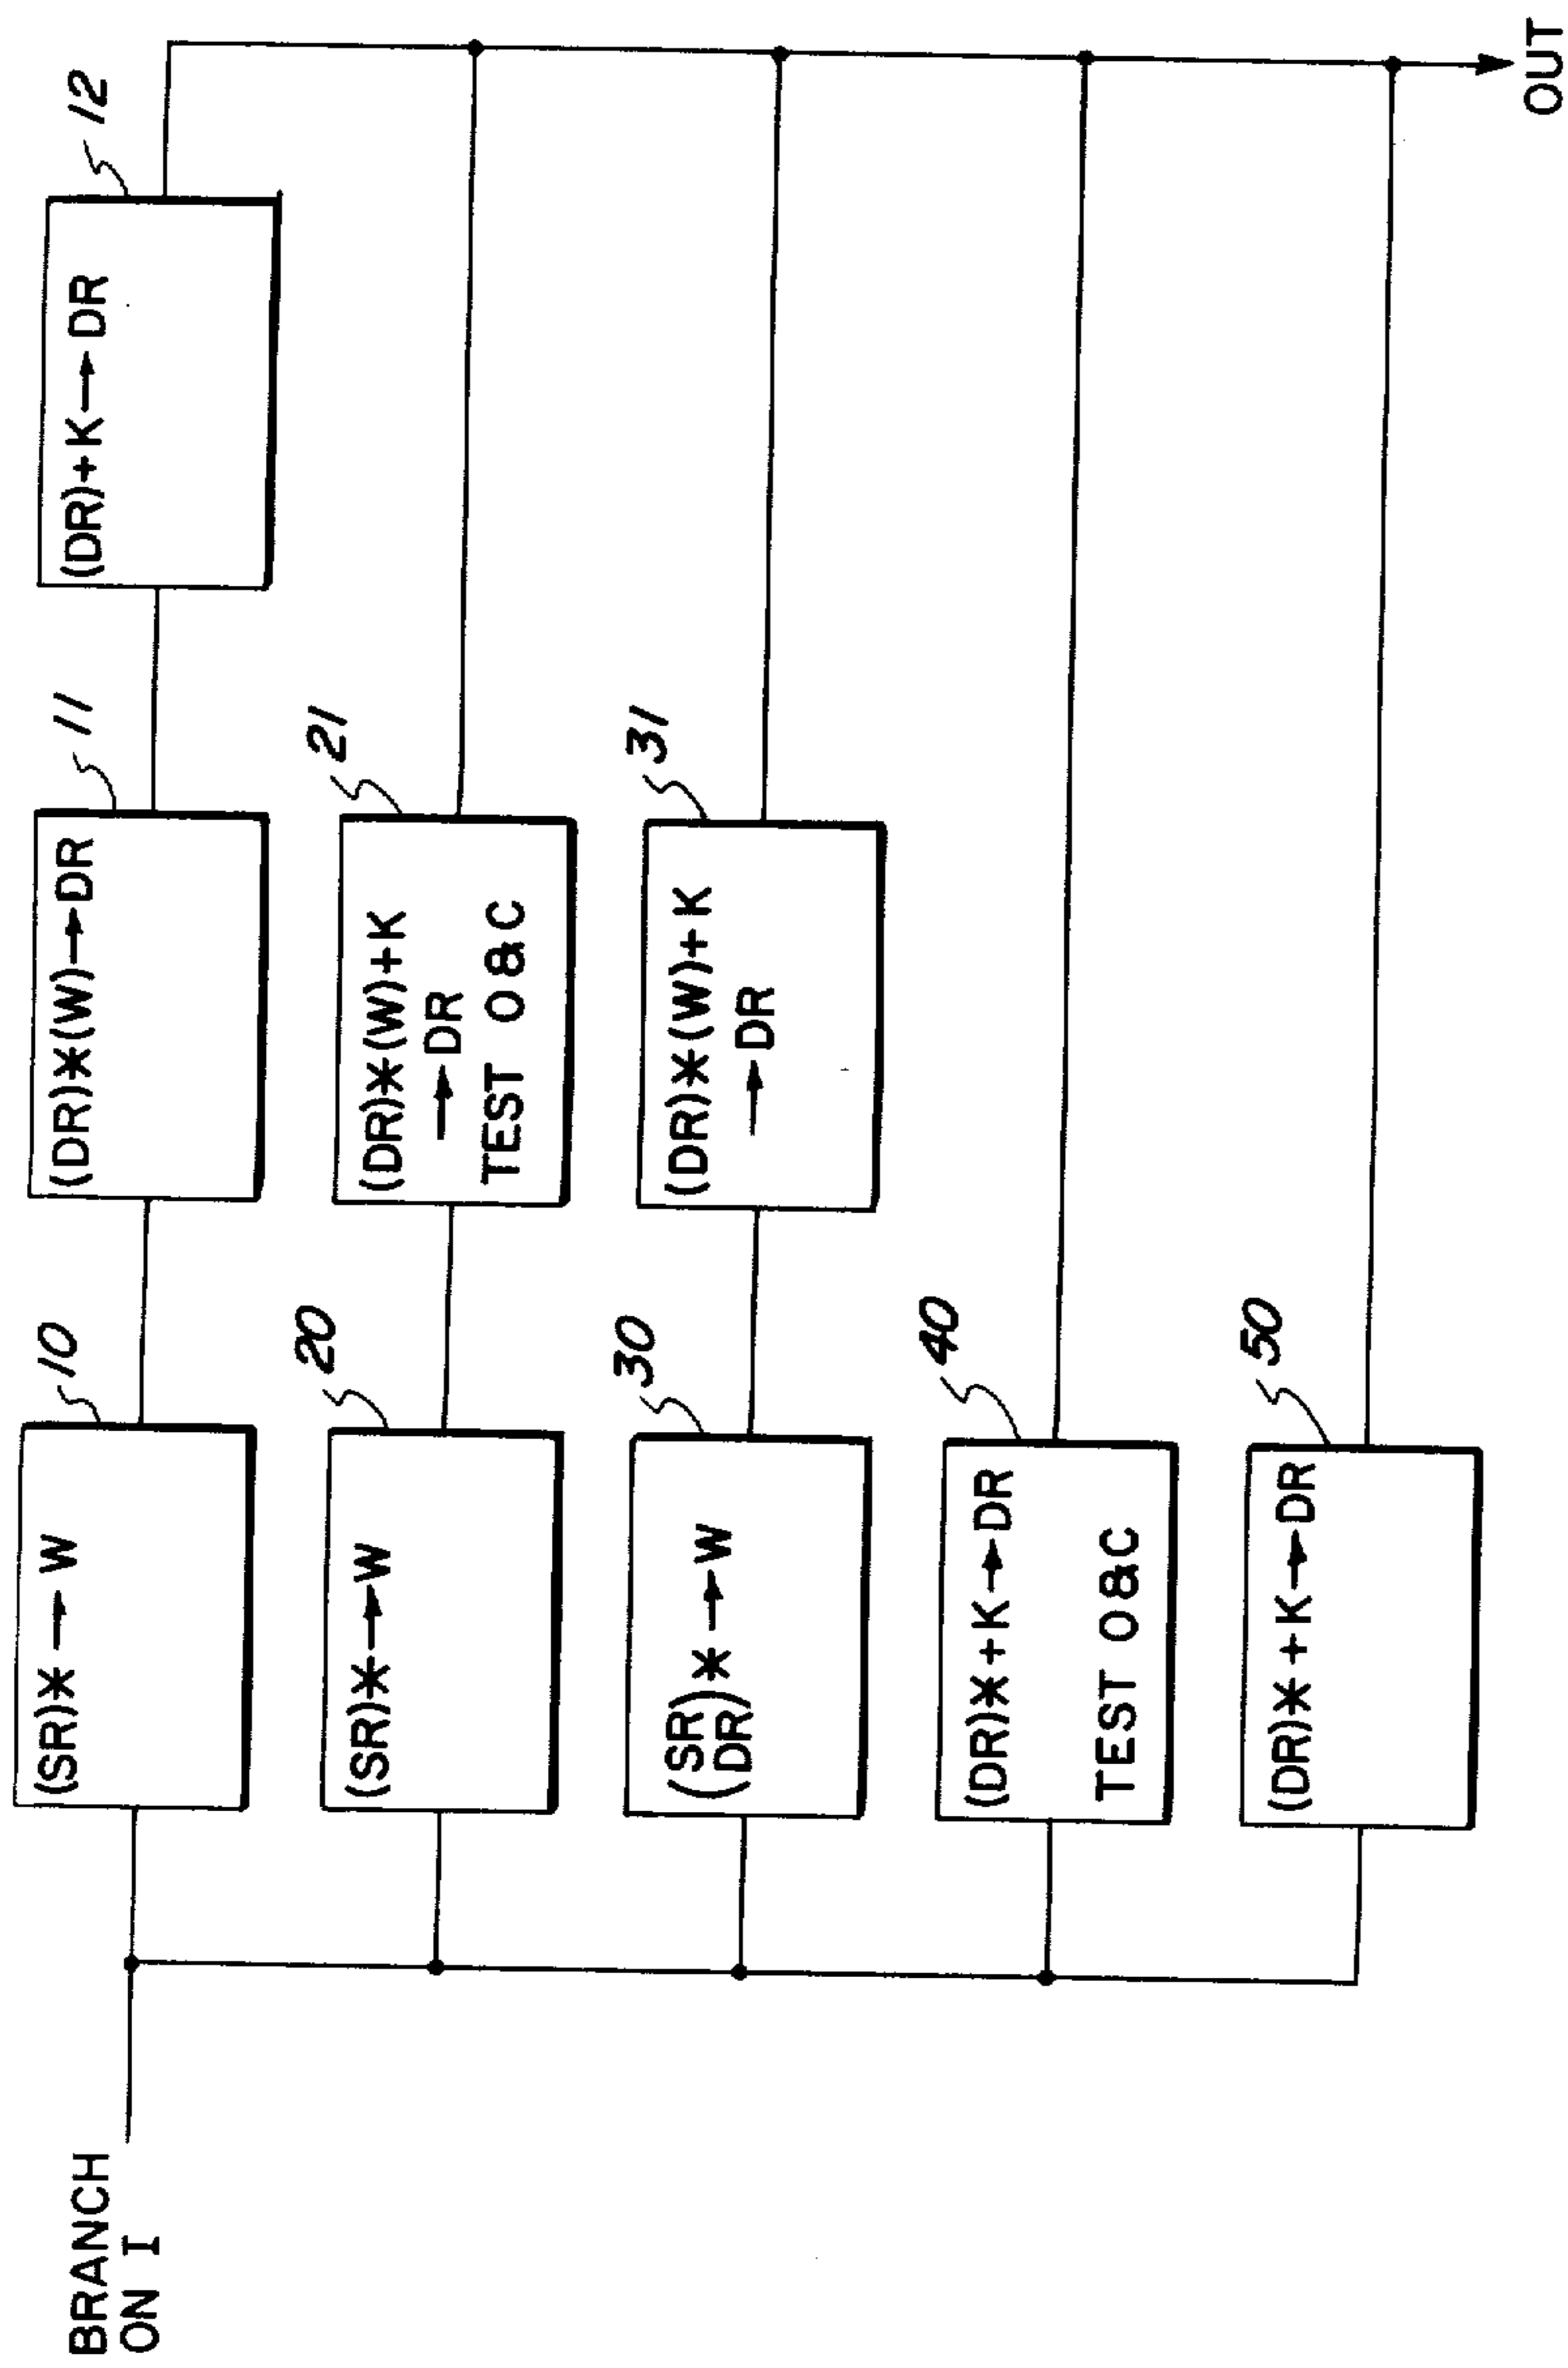 BRANCH
ON I
10
(SR)* → W
11
(DR)*(W)→DR
12
(DR)+K→DR
20
(SR)*→W
21
(DR)*(W)+K
→DR
TEST O&C
30
(SR
DR)* → W
31
(DR)*(W)+K
→DR
40
(DR)*+K→DR
TEST O&C
50
(DR)*+K→DR
OUT